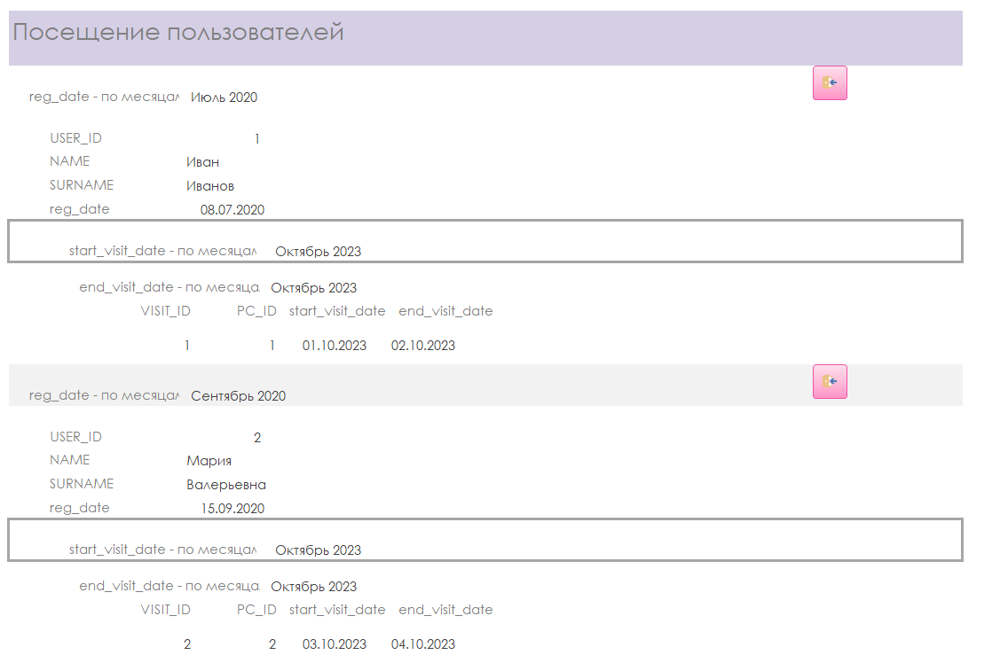 Посещение пользователей
reg_date - по месяцам Июль 2020
USER_ID 1
NAME Иван
SURNAME Иванов
reg_date 08.07.2020
start_visit_date - по месяцам Октябрь 2023
end_visit_date - по месяца Октябрь 2023
VISIT_ID PC_ID start_visit_date end_visit_date
1 1 01.10.2023 02.10.2023
reg_date - по месяцам Сентябрь 2020
USER_ID 2
NAME Мария
SURNAME Валерьевна
reg_date 15.09.2020
start_visit_date - по месяцам Октябрь 2023
end_visit_date - по месяца Октябрь 2023
VISIT_ID PC_ID start_visit_date end_visit_date
2 2 03.10.2023 04.10.2023